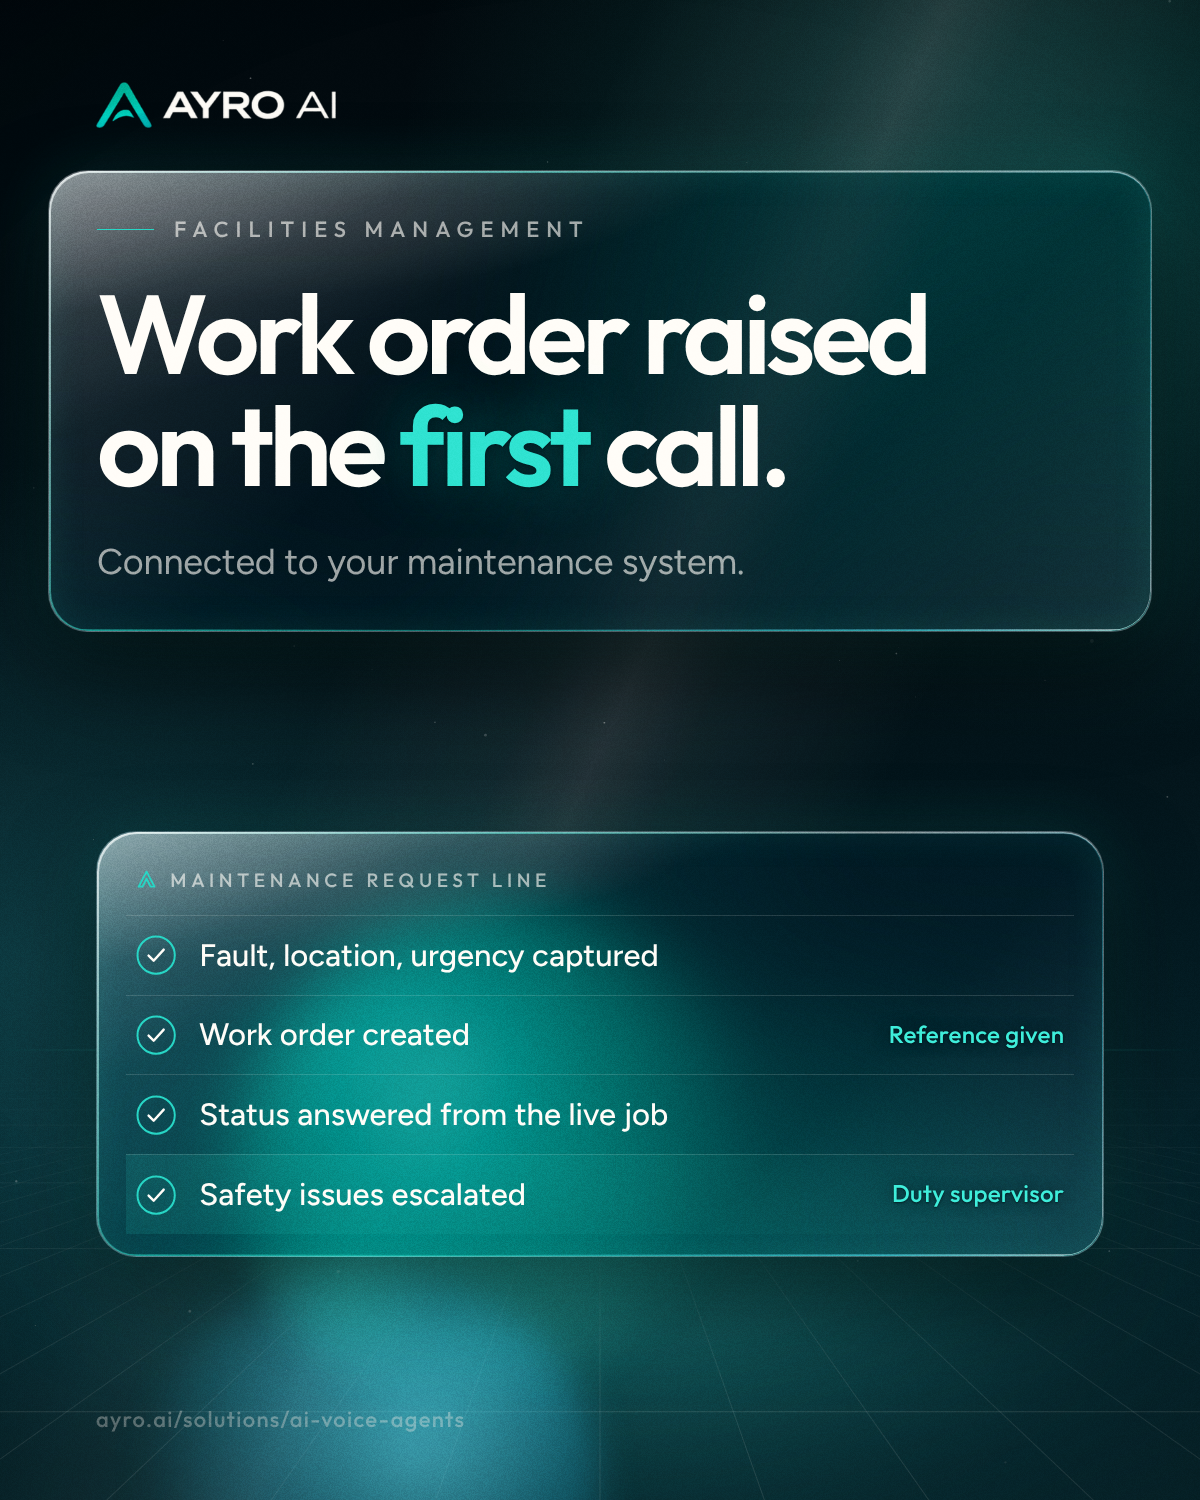 AYRO AI
FACILITIES MANAGEMENT
Work order raised
on the first call.
Connected to your maintenance system.
MAINTENANCE REQUEST LINE
Fault, location, urgency captured
Work order created
Reference given
Status answered from the live job
Safety issues escalated
Duty supervisor
ayro.ai/solutions/ai-voice-agents